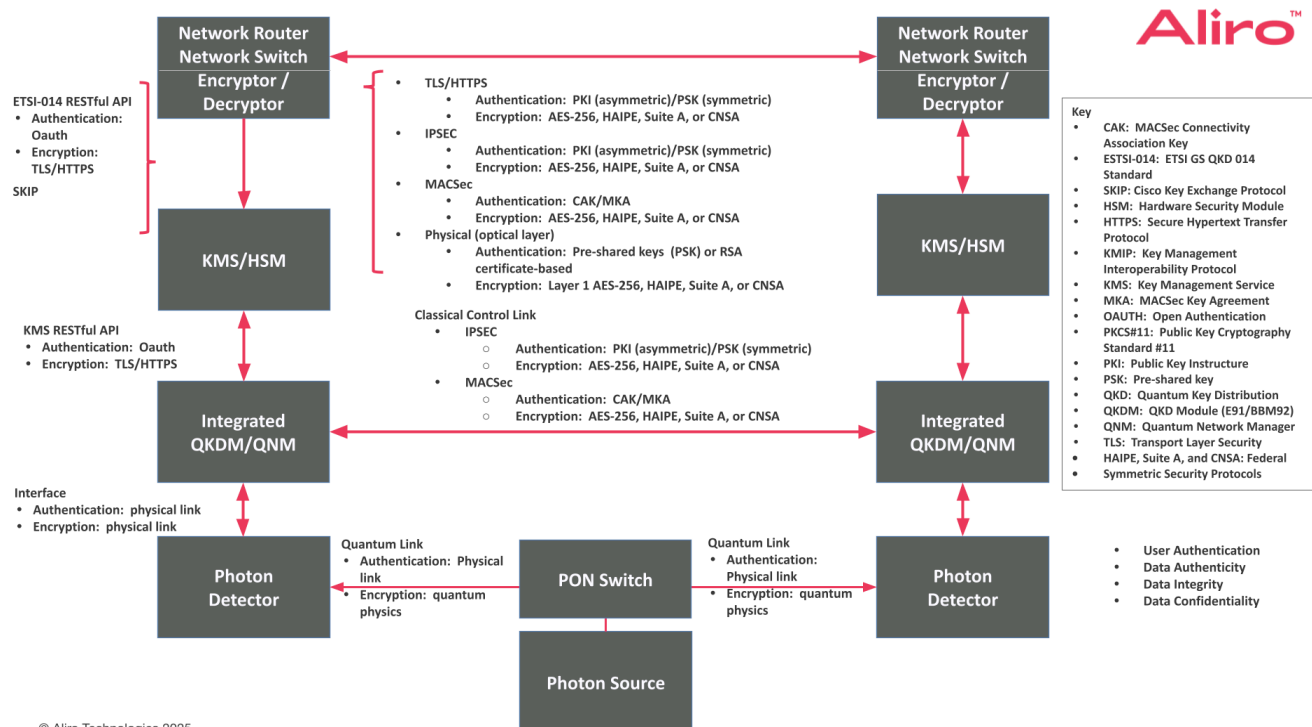 Aliro™
Network Router
Network Switch
Encryptor /
Decryptor
Network Router
Network Switch
Encryptor /
Decryptor
ETSI-014 RESTful API
• Authentication:
Oauth
• Encryption:
TLS/HTTPS
SKIP
• TLS/HTTPS
• Authentication: PKI (asymmetric)/PSK (symmetric)
• Encryption: AES-256, HAIPE, Suite A, or CNSA
• IPSEC
• Authentication: PKI (asymmetric)/PSK (symmetric)
• Encryption: AES-256, HAIPE, Suite A, or CNSA
• MACSec
• Authentication: CAK/MKA
• Encryption: AES-256, HAIPE, Suite A, or CNSA
• Physical (optical layer)
• Authentication: Pre-shared keys (PSK) or RSA
certificate-based
• Encryption: Layer 1 AES-256, HAIPE, Suite A, or CNSA
KMS/HSM
KMS/HSM
Key
• CAK: MACSec Connectivity
Association Key
• ESTSI-014: ETSI GS QKD 014
Standard
• SKIP: Cisco Key Exchange Protocol
• HSM: Hardware Security Module
• HTTPS: Secure Hypertext Transfer
Protocol
• KMIP: Key Management
Interoperability Protocol
• KMS: Key Management Service
• MKA: MACSec Key Agreement
• OAUTH: Open Authentication
• PKCS#11: Public Key Cryptography
Standard #11
• PKI: Public Key Instructure
• PSK: Pre-shared key
• QKD: Quantum Key Distribution
• QKDM: QKD Module (E91/BBM92)
• QNM: Quantum Network Manager
• TLS: Transport Layer Security
• HAIPE, Suite A, and CNSA: Federal
• Symmetric Security Protocols
KMS RESTful API
• Authentication: Oauth
• Encryption: TLS/HTTPS
Classical Control Link
• IPSEC
○ Authentication: PKI (asymmetric)/PSK (symmetric)
○ Encryption: AES-256, HAIPE, Suite A, or CNSA
• MACSec
○ Authentication: CAK/MKA
○ Encryption: AES-256, HAIPE, Suite A, or CNSA
Integrated
QKDM/QNM
Integrated
QKDM/QNM
Interface
• Authentication: physical link
• Encryption: physical link
Photon
Detector
Quantum Link
• Authentication: Physical
link
• Encryption: quantum
physics
PON Switch
Quantum Link
• Authentication:
Physical link
• Encryption: quantum
physics
Photon
Detector
• User Authentication
• Data Authenticity
• Data Integrity
• Data Confidentiality
Photon Source
© Aliro Technologies 2025